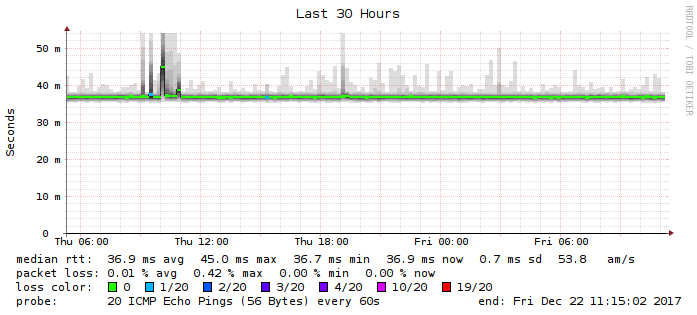 Last 30 Hours
RRDTOOL / TOBI OETIKER
Seconds
50 m
40 m
30 m
20 m
10 m
0
Thu 06:00 Thu 12:00 Thu 18:00 Fri 00:00 Fri 06:00
median rtt: 36.9 ms avg 45.0 ms max 36.7 ms min 36.9 ms now 0.7 ms sd 53.8 am/s
packet loss: 0.01 % avg 0.42 % max 0.00 % min 0.00 % now
loss color: 0 1/20 2/20 3/20 4/20 10/20 19/20
probe: 20 ICMP Echo Pings (56 Bytes) every 60s end: Fri Dec 22 11:15:02 2017